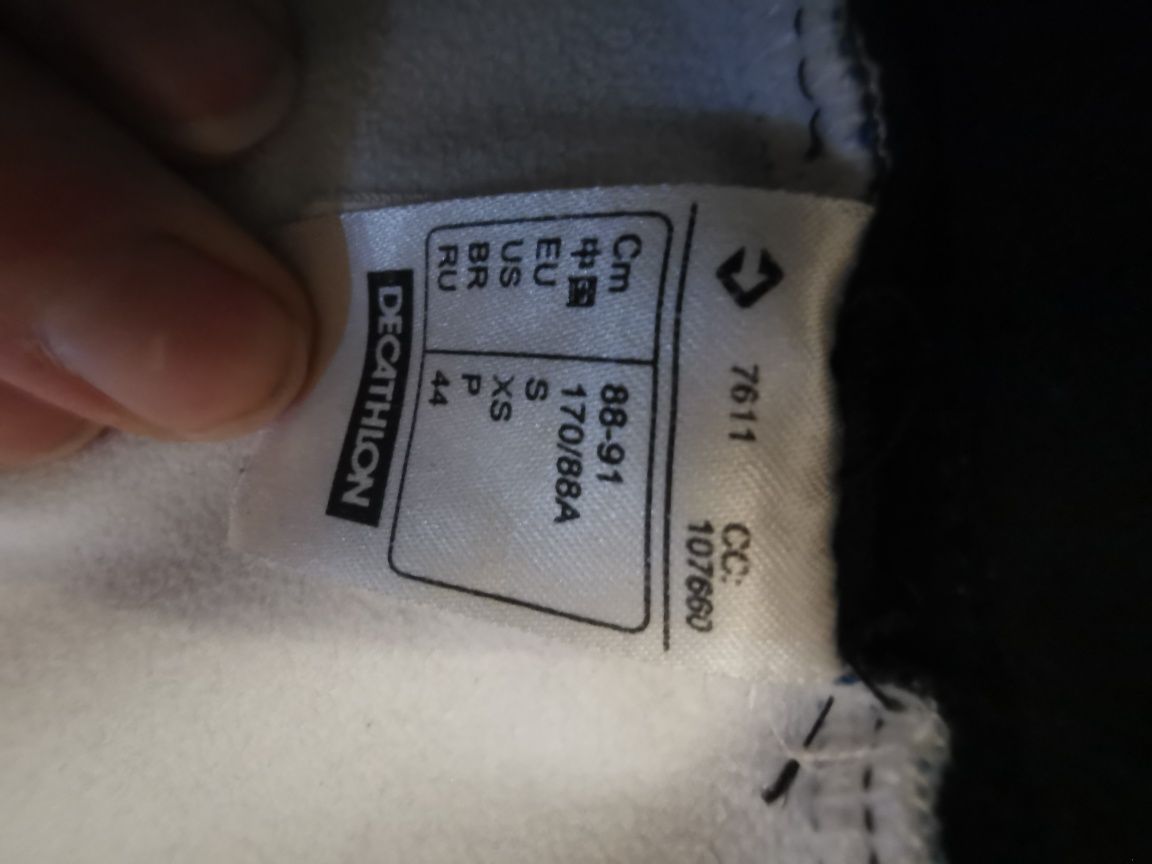 7611
CC:
107660
Cm 88-91
中国 170/88A
EU S
US XS
BR P
RU 44
DECATHLON